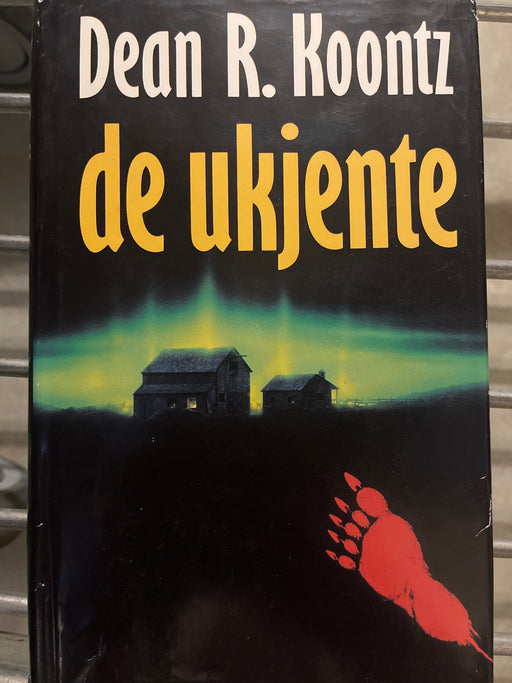 Dean R. Koontz
de ukjente